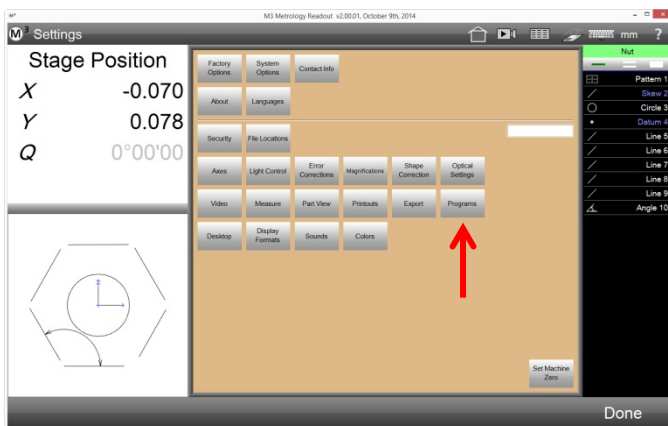 M3 Metrology Readout v2.00.01, October 9th, 2014
M3 Settings
mm ?
Stage Position
X -0.070
Y 0.078
Q 0°00'00
Factory Options
System Options
Contact Info
About
Languages
Security
File Locations
Axes
Light Control
Error Corrections
Magnifications
Shape Correction
Optical Settings
Video
Measure
Part View
Printouts
Export
Programs
Desktop
Display Formats
Sounds
Colors
Set Machine Zero
Nut
Pattern 1
Skew 2
Circle 3
Datum 4
Line 5
Line 6
Line 7
Line 8
Line 9
Angle 10
Done